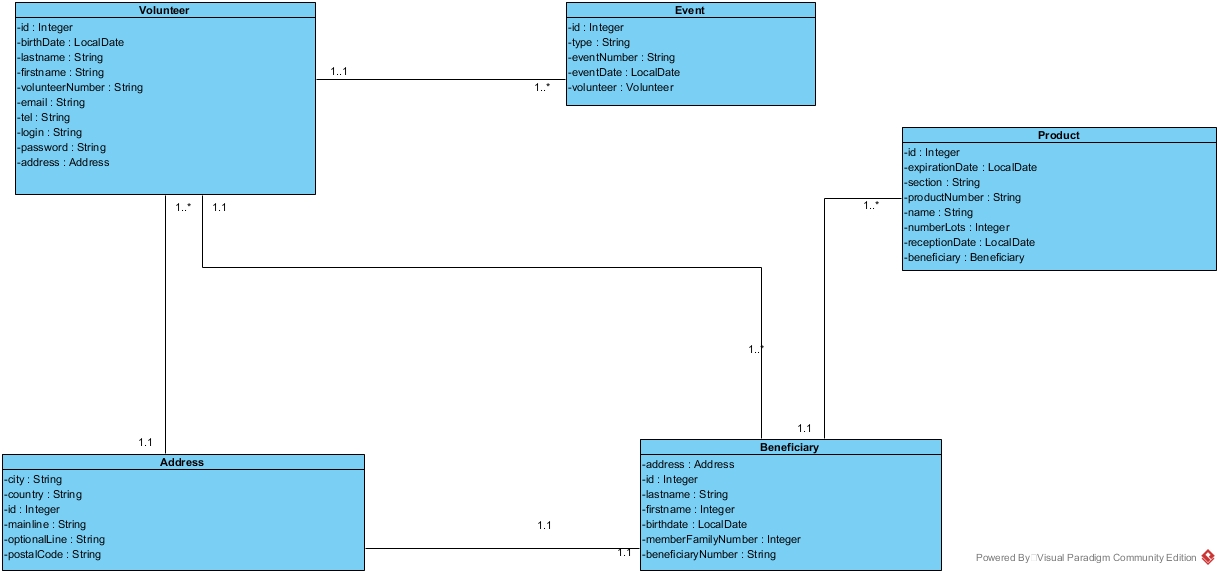 Volunteer
-id : Integer
-birthDate : LocalDate
-lastname : String
-firstname : String
-volunteerNumber : String
-email : String
-tel : String
-login : String
-password : String
-address : Address
Event
-id : Integer
-type : String
-eventNumber : String
-eventDate : LocalDate
-volunteer : Volunteer
1..1
1..*
Product
-id : Integer
-expirationDate : LocalDate
-section : String
-productNumber : String
-name : String
-numberLots : Integer
-receptionDate : LocalDate
-beneficiary : Beneficiary
1..*
1.1
1..*
1..*
1.1
1.1
Address
-city : String
-country : String
-id : Integer
-mainline : String
-optionalLine : String
-postalCode : String
1.1
1.1
Beneficiary
-address : Address
-id : Integer
-lastname : String
-firstname : Integer
-birthdate : LocalDate
-memberFamilyNumber : Integer
-beneficiaryNumber : String
Powered By Visual Paradigm Community Edition